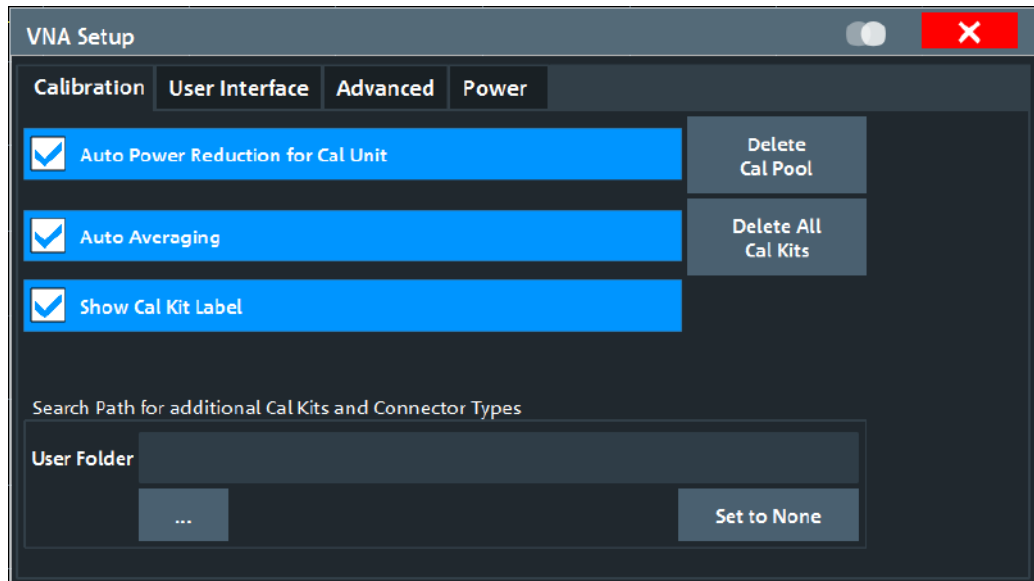 VNA Setup
Calibration User Interface Advanced Power
Auto Power Reduction for Cal Unit
Delete
Cal Pool
Auto Averaging
Delete All
Cal Kits
Show Cal Kit Label
Search Path for additional Cal Kits and Connector Types
User Folder
...
Set to None